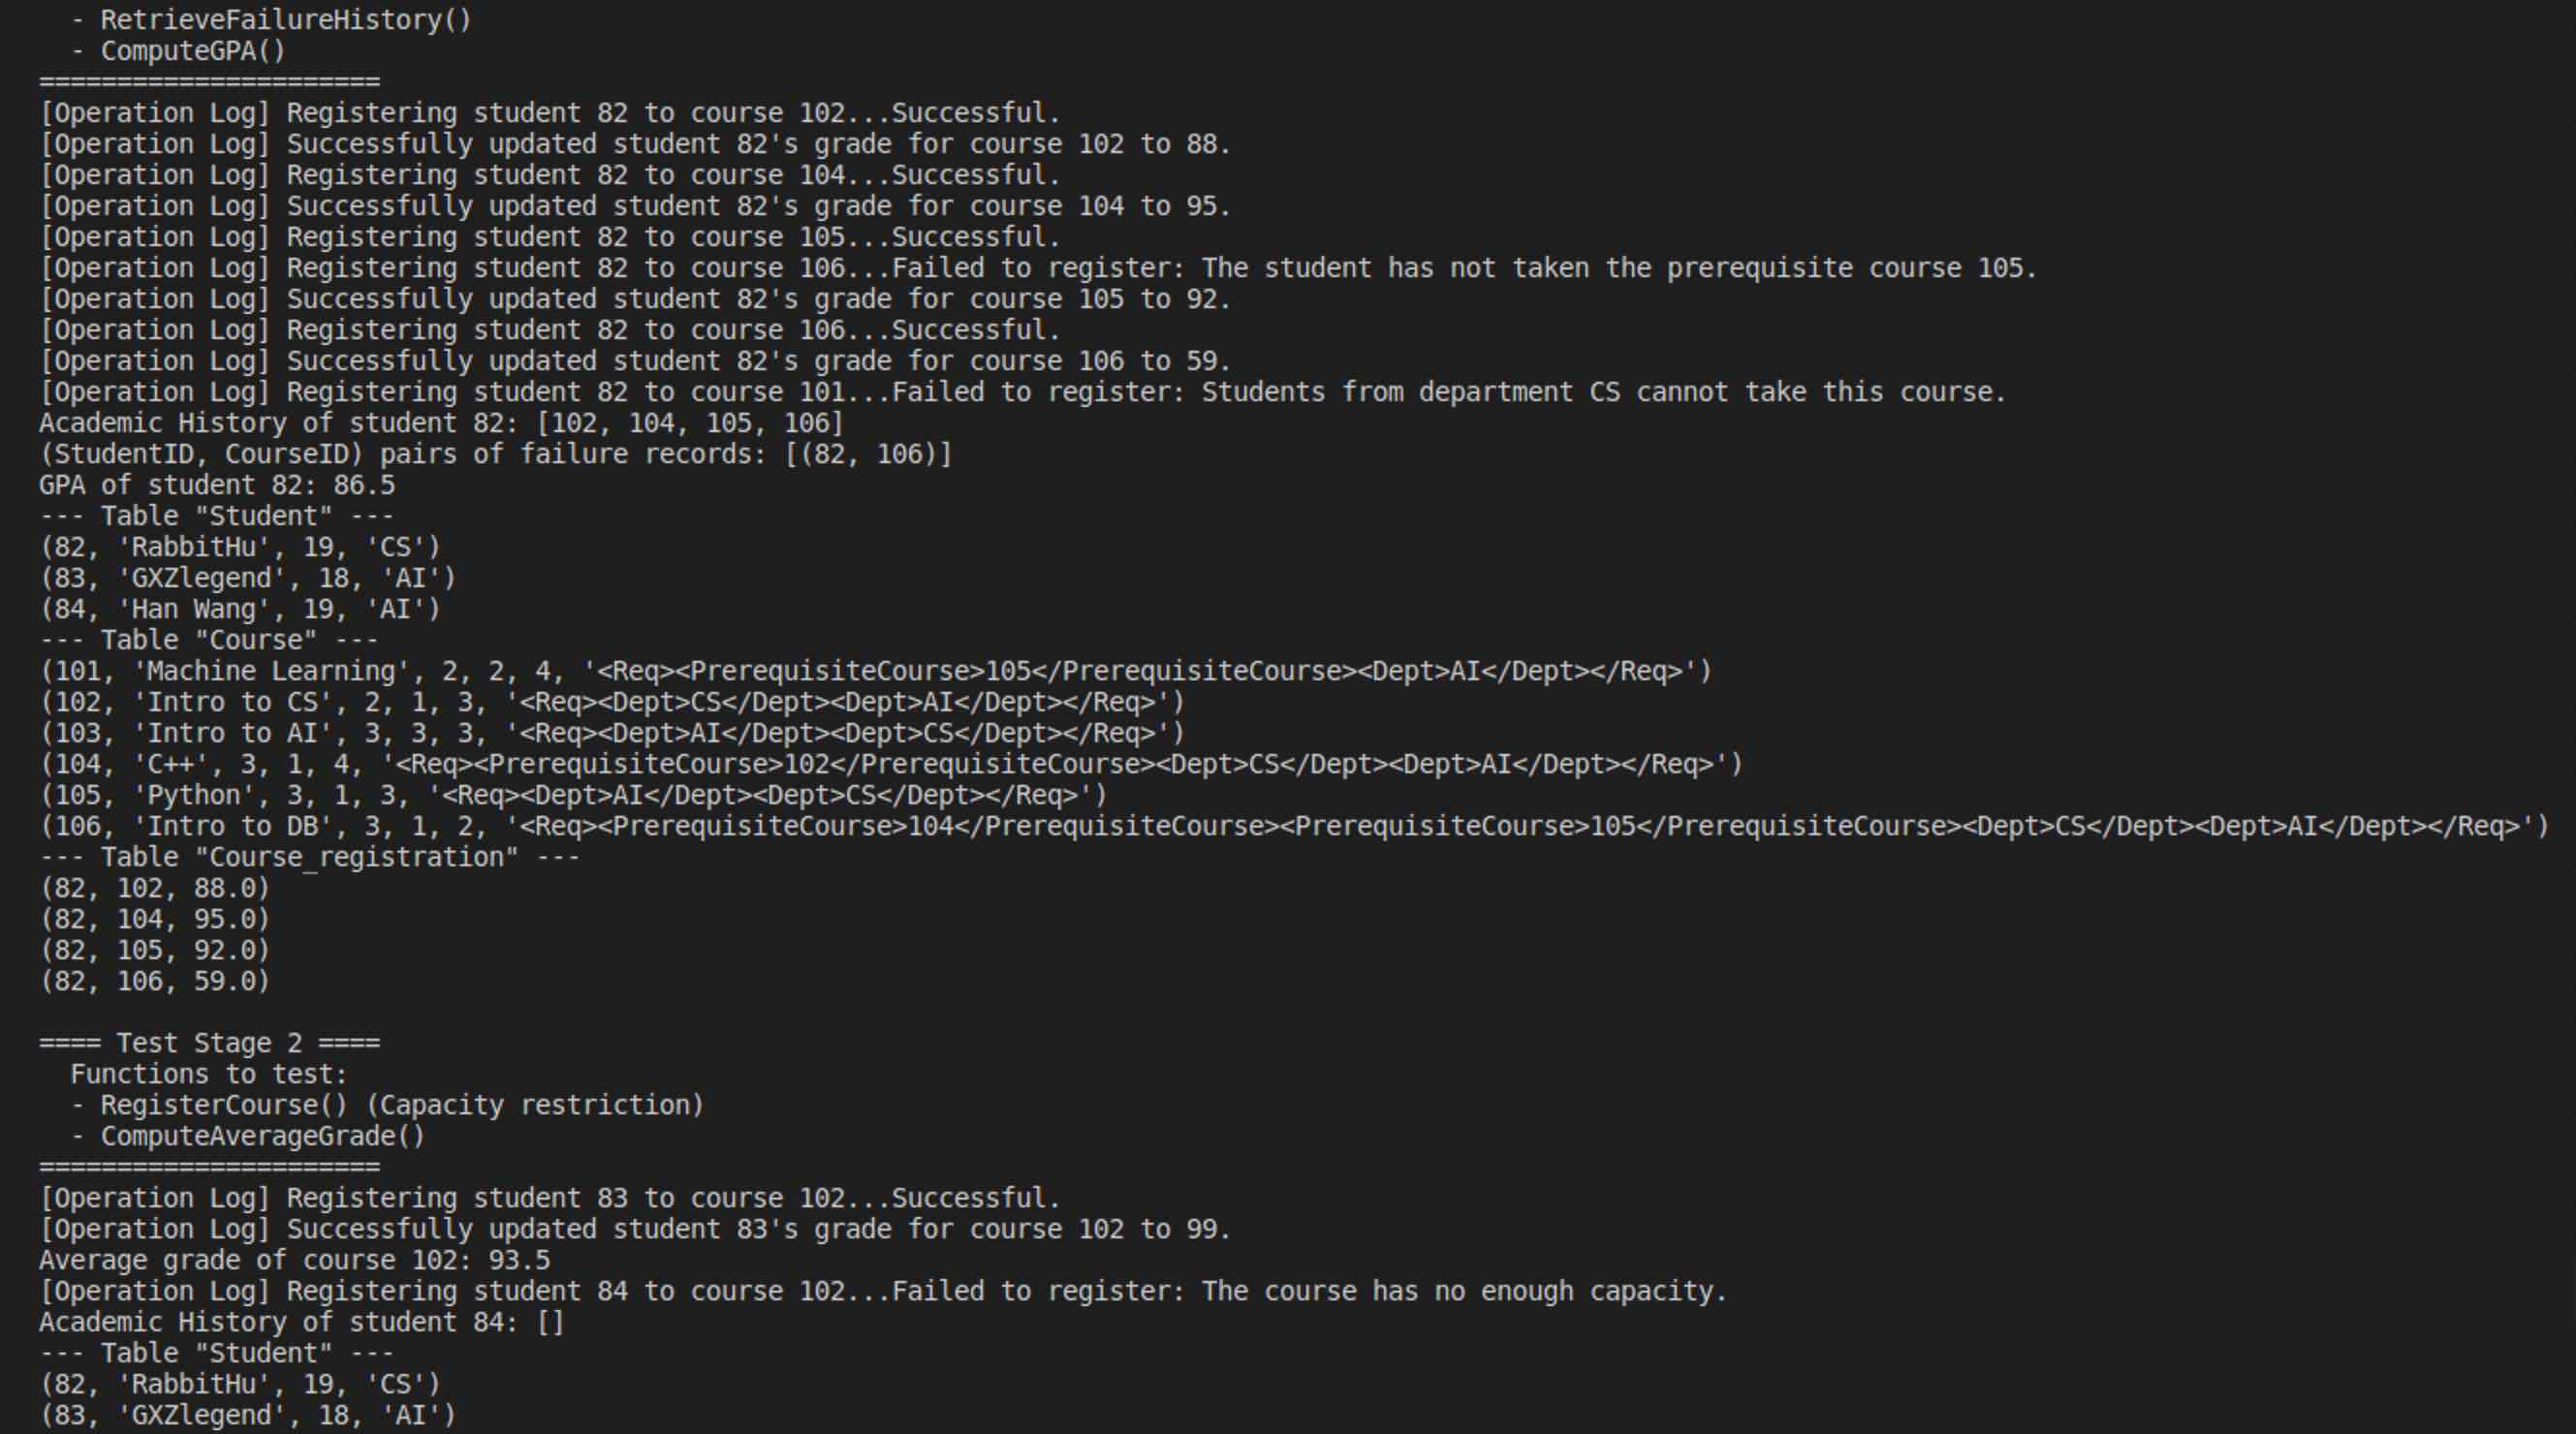 - RetrieveFailureHistory()
- ComputeGPA()
======================
[Operation Log] Registering student 82 to course 102...Successful.
[Operation Log] Successfully updated student 82's grade for course 102 to 88.
[Operation Log] Registering student 82 to course 104...Successful.
[Operation Log] Successfully updated student 82's grade for course 104 to 95.
[Operation Log] Registering student 82 to course 105...Successful.
[Operation Log] Registering student 82 to course 106...Failed to register: The student has not taken the prerequisite course 105.
[Operation Log] Successfully updated student 82's grade for course 105 to 92.
[Operation Log] Registering student 82 to course 106...Successful.
[Operation Log] Successfully updated student 82's grade for course 106 to 59.
[Operation Log] Registering student 82 to course 101...Failed to register: Students from department CS cannot take this course.
Academic History of student 82: [102, 104, 105, 106]
(StudentID, CourseID) pairs of failure records: [(82, 106)]
GPA of student 82: 86.5
--- Table "Student" ---
(82, 'RabbitHu', 19, 'CS')
(83, 'GXZlegend', 18, 'AI')
(84, 'Han Wang', 19, 'AI')
--- Table "Course" ---
(101, 'Machine Learning', 2, 2, 4, '<Req><PrerequisiteCourse>105</PrerequisiteCourse><Dept>AI</Dept></Req>')
(102, 'Intro to CS', 2, 1, 3, '<Req><Dept>CS</Dept><Dept>AI</Dept></Req>')
(103, 'Intro to AI', 3, 3, 3, '<Req><Dept>AI</Dept><Dept>CS</Dept></Req>')
(104, 'C++', 3, 1, 4, '<Req><PrerequisiteCourse>102</PrerequisiteCourse><Dept>CS</Dept><Dept>AI</Dept></Req>')
(105, 'Python', 3, 1, 3, '<Req><Dept>AI</Dept><Dept>CS</Dept></Req>')
(106, 'Intro to DB', 3, 1, 2, '<Req><PrerequisiteCourse>104</PrerequisiteCourse><PrerequisiteCourse>105</PrerequisiteCourse><Dept>CS</Dept><Dept>AI</Dept></Req>')
--- Table "Course_registration" ---
(82, 102, 88.0)
(82, 104, 95.0)
(82, 105, 92.0)
(82, 106, 59.0)
==== Test Stage 2 ====
Functions to test:
- RegisterCourse() (Capacity restriction)
- ComputeAverageGrade()
======================
[Operation Log] Registering student 83 to course 102...Successful.
[Operation Log] Successfully updated student 83's grade for course 102 to 99.
Average grade of course 102: 93.5
[Operation Log] Registering student 84 to course 102...Failed to register: The course has no enough capacity.
Academic History of student 84: []
--- Table "Student" ---
(82, 'RabbitHu', 19, 'CS')
(83, 'GXZlegend', 18, 'AI')